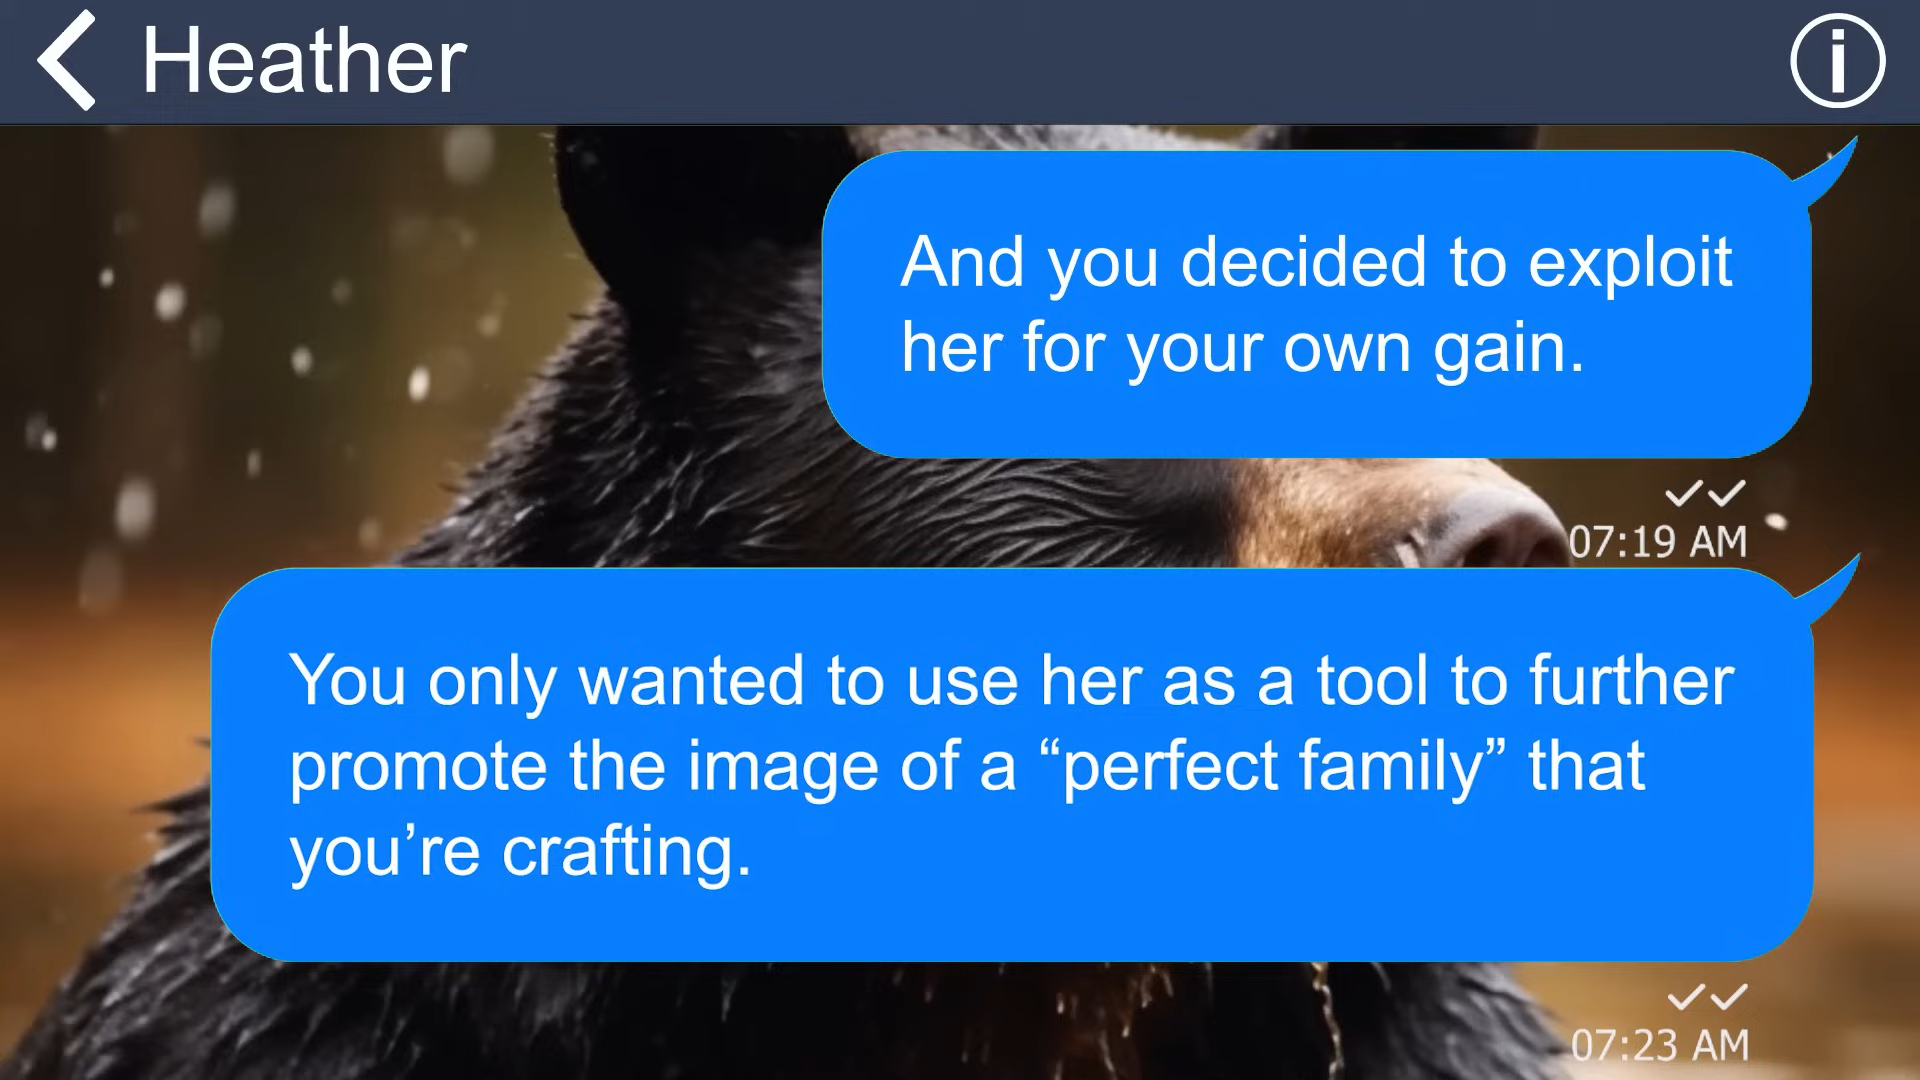 Heather
And you decided to exploit
her for your own gain.
07:19 AM
You only wanted to use her as a tool to further
promote the image of a “perfect family” that
you’re crafting.
07:23 AM